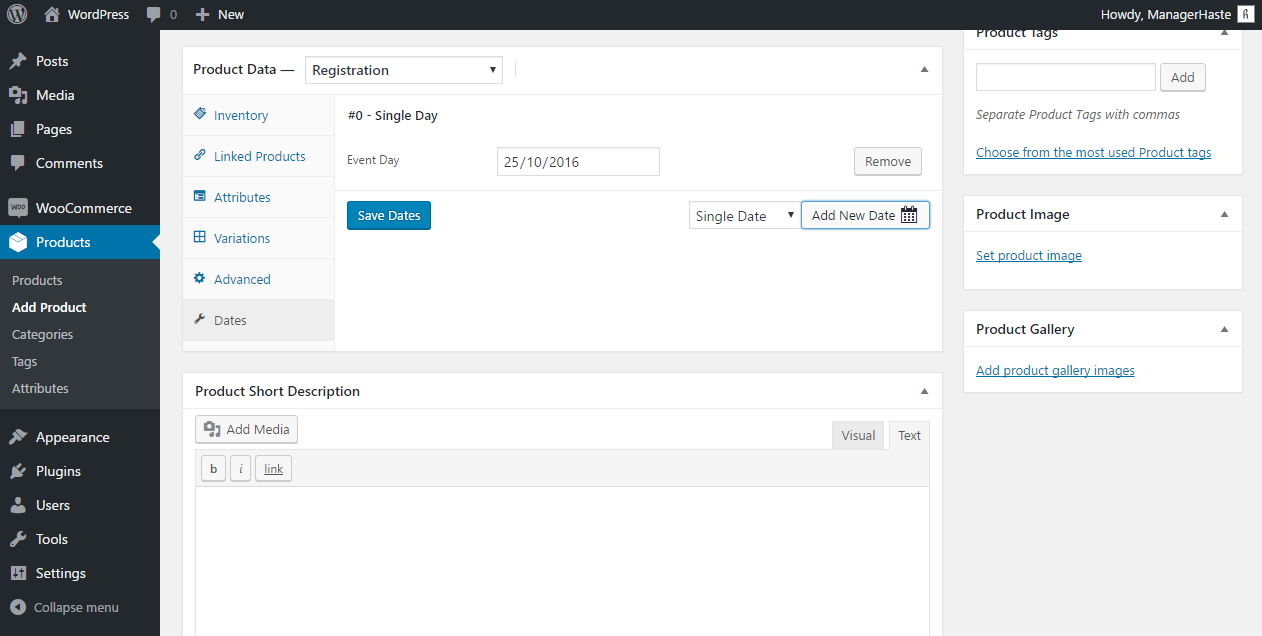 WordPress 0 New Howdy, ManagerHaste
Posts
Media
Pages
Comments
WOO WooCommerce
Products
Products
Add Product
Categories
Tags
Attributes
Appearance
Plugins
Users
Tools
Settings
Collapse menu
Product Data — Registration
Inventory
Linked Products
Attributes
Variations
Advanced
Dates
#0 - Single Day
Event Day 25/10/2016 Remove
Save Dates Single Date Add New Date
Product Short Description
Add Media Visual Text
b i link
Product Tags
Add
Separate Product Tags with commas
Choose from the most used Product tags
Product Image
Set product image
Product Gallery
Add product gallery images